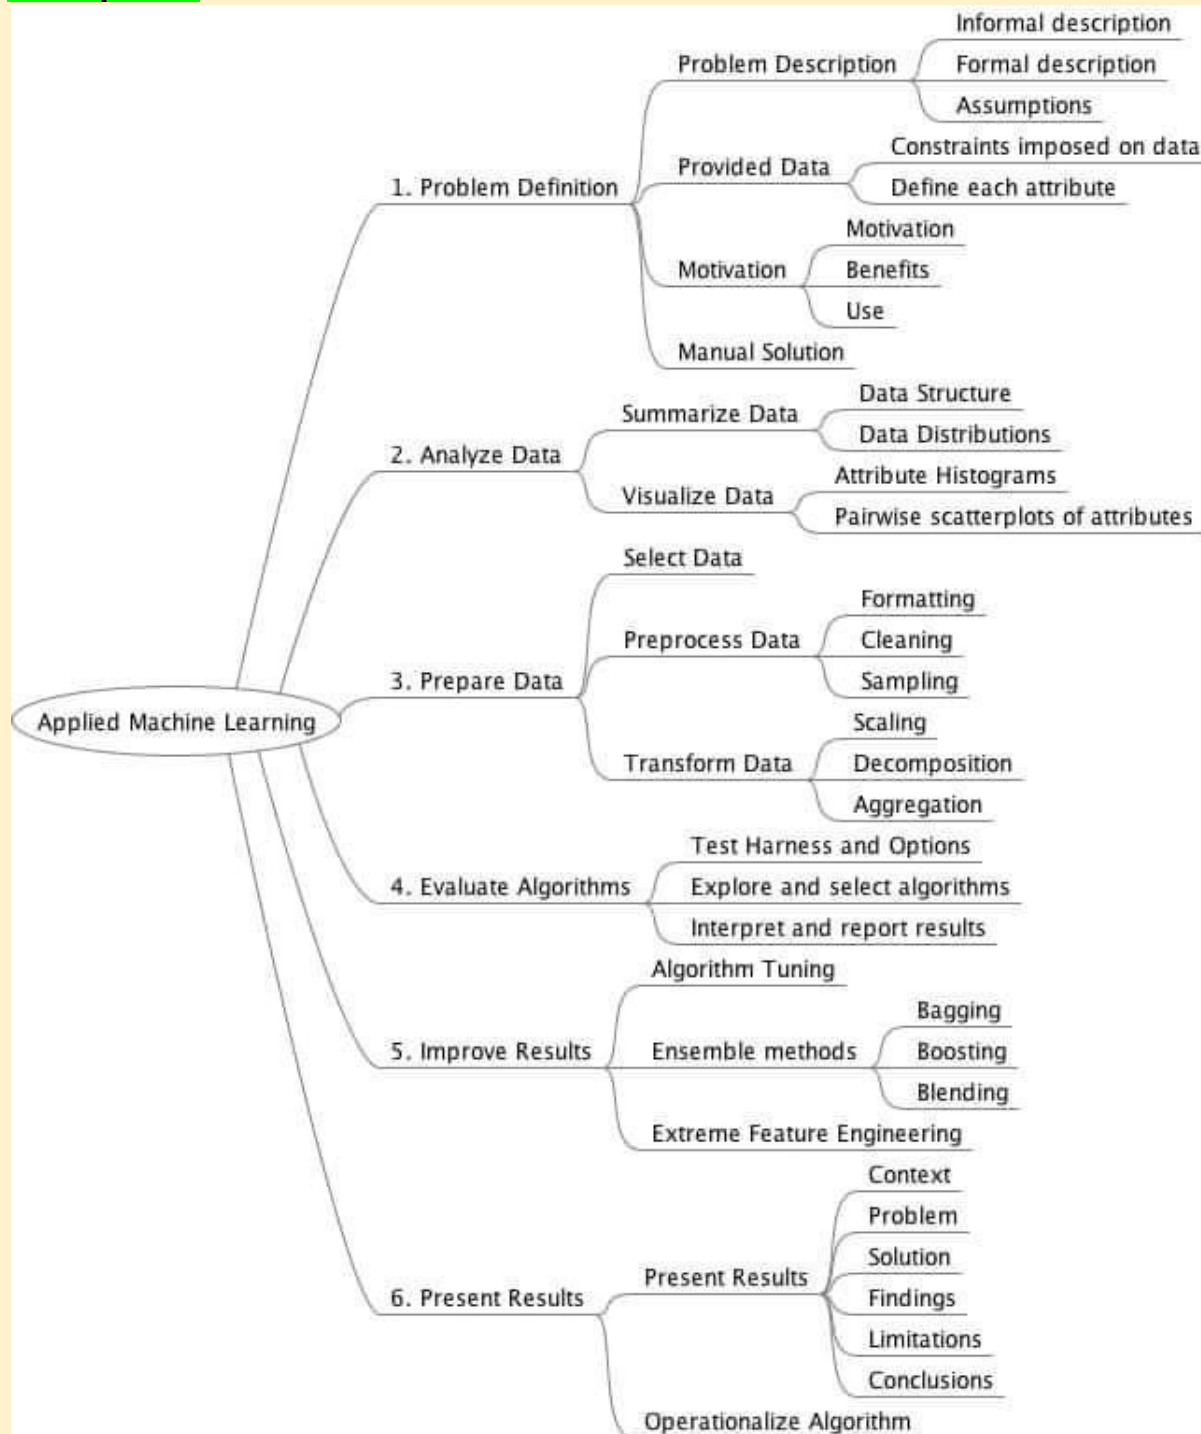 Applied Machine Learning
1. Problem Definition
Problem Description
Informal description
Formal description
Assumptions
Provided Data
Constraints imposed on data
Define each attribute
Motivation
Motivation
Benefits
Use
Manual Solution
2. Analyze Data
Summarize Data
Data Structure
Data Distributions
Visualize Data
Attribute Histograms
Pairwise scatterplots of attributes
3. Prepare Data
Select Data
Preprocess Data
Formatting
Cleaning
Sampling
Transform Data
Scaling
Decomposition
Aggregation
4. Evaluate Algorithms
Test Harness and Options
Explore and select algorithms
Interpret and report results
5. Improve Results
Algorithm Tuning
Ensemble methods
Bagging
Boosting
Blending
Extreme Feature Engineering
6. Present Results
Present Results
Context
Problem
Solution
Findings
Limitations
Conclusions
Operationalize Algorithm